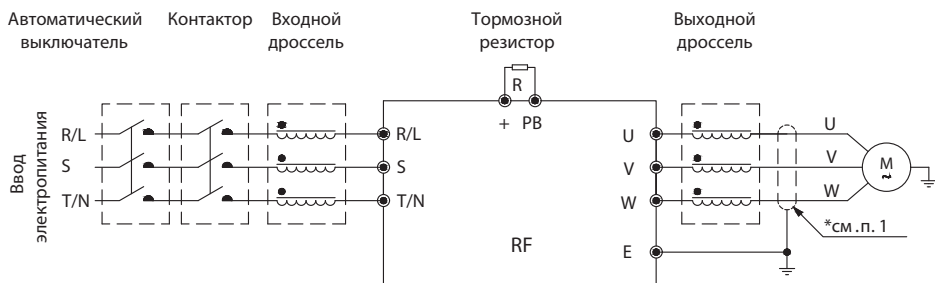 Автоматический
выключатель
Контактор
Входной
дроссель
Тормозной
резистор
Выходной
дроссель
R
+ PB
Ввод
электропитания
R/L
S
T/N
R/L
S
T/N
RF
U
V
W
E
U
V
W
M
~
*см.п. 1